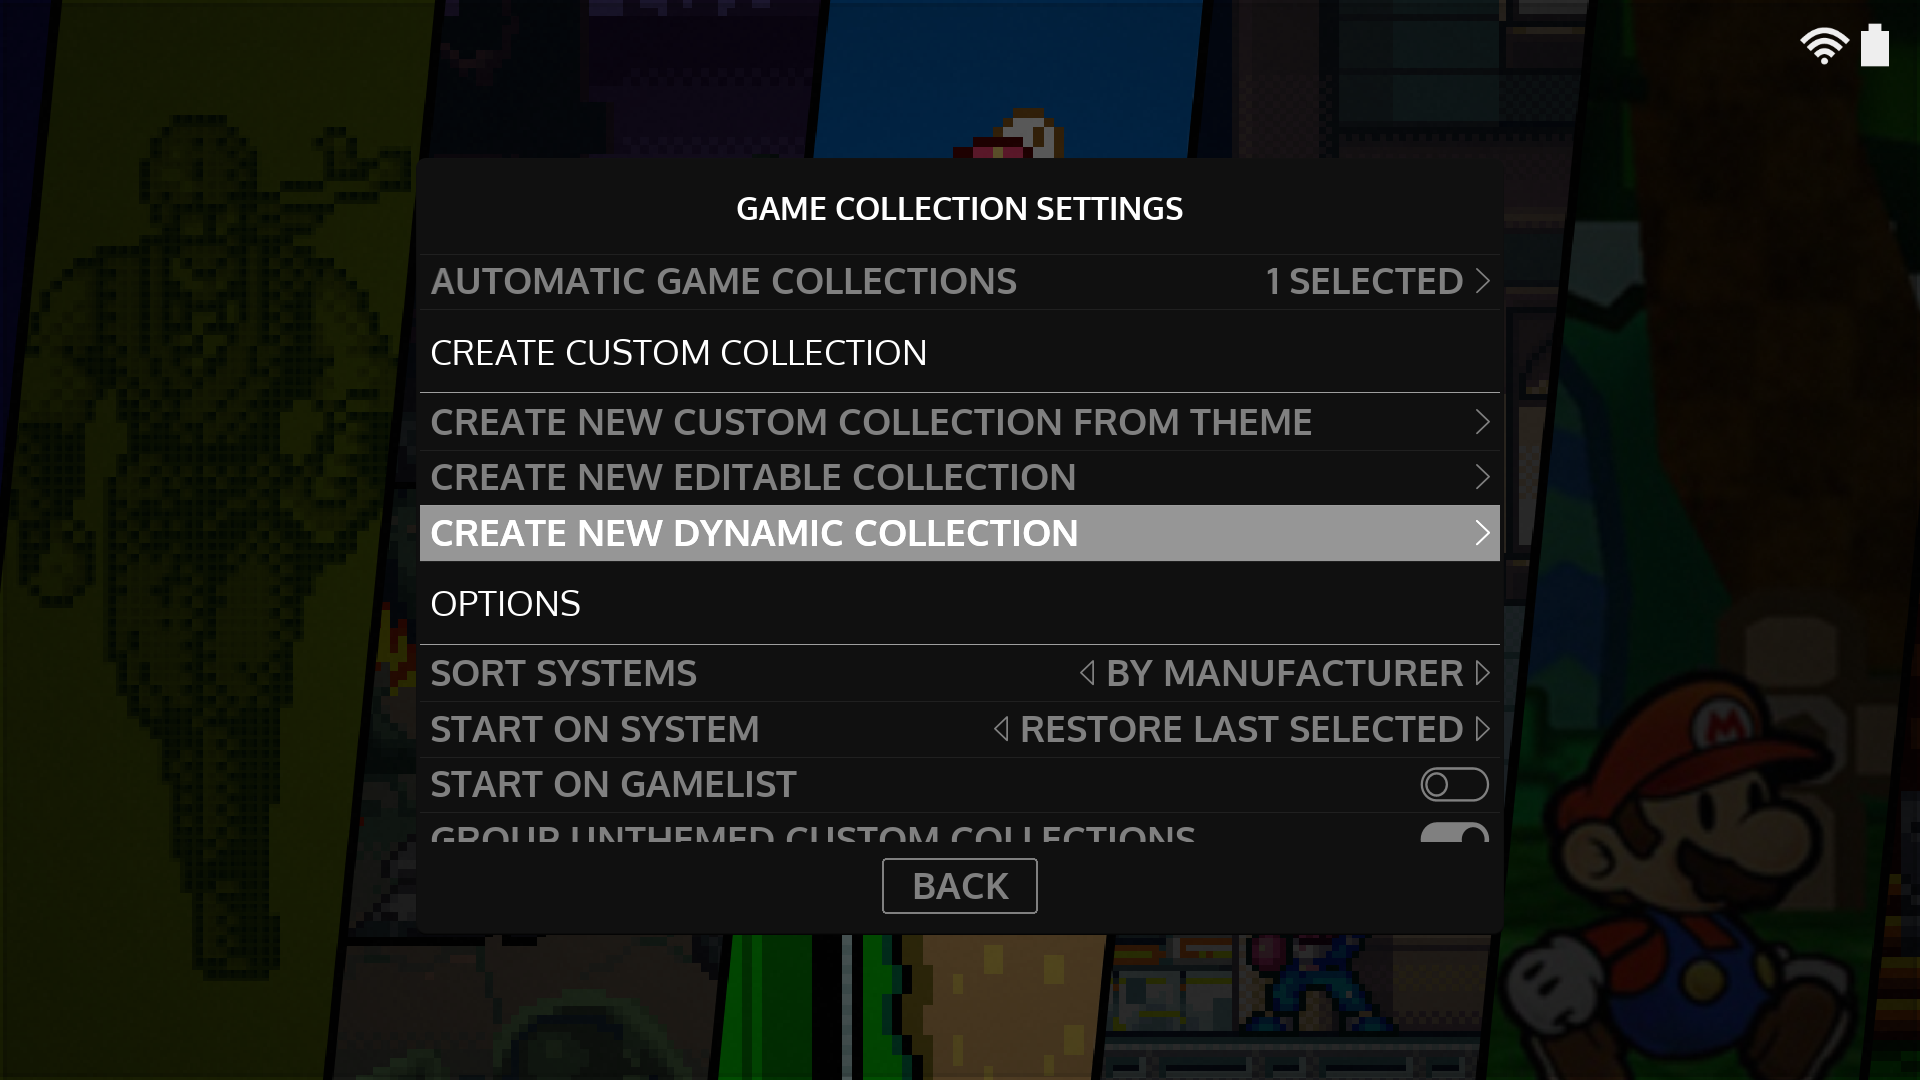 GAME COLLECTION SETTINGS
AUTOMATIC GAME COLLECTIONS 1 SELECTED
CREATE CUSTOM COLLECTION
CREATE NEW CUSTOM COLLECTION FROM THEME
CREATE NEW EDITABLE COLLECTION
CREATE NEW DYNAMIC COLLECTION
OPTIONS
SORT SYSTEMS BY MANUFACTURER
START ON SYSTEM RESTORE LAST SELECTED
START ON GAMELIST
GROUP UNTHEMED CUSTOM COLLECTIONS
BACK
M